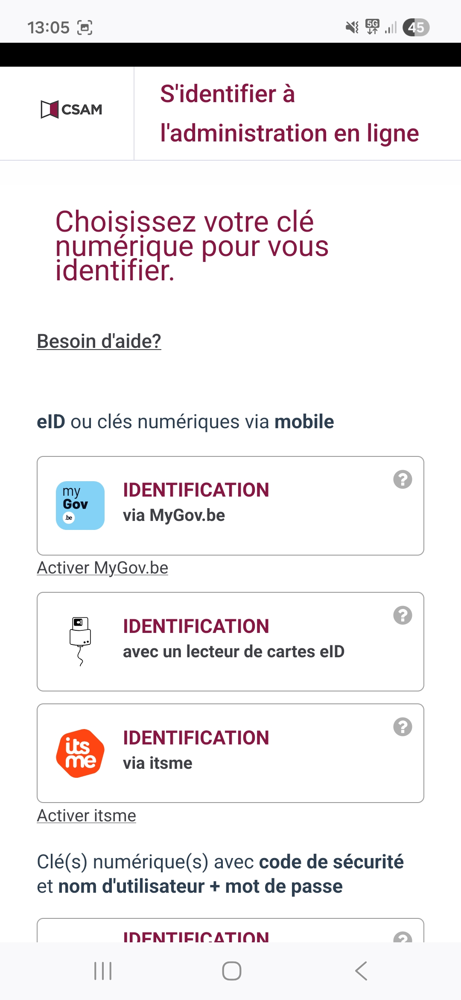 13:05
5G
45
CSAM
S'identifier à
l'administration en ligne
Choisissez votre clé
numérique pour vous
identifier.
Besoin d'aide?
eID ou clés numériques via mobile
my
Gov
.be
IDENTIFICATION
?
via MyGov.be
Activer MyGov.be
IDENTIFICATION
?
avec un lecteur de cartes eID
its
me
IDENTIFICATION
?
via itsme
Activer itsme
Clé(s) numérique(s) avec code de sécurité
et nom d'utilisateur + mot de passe
IDENTIFICATION
?